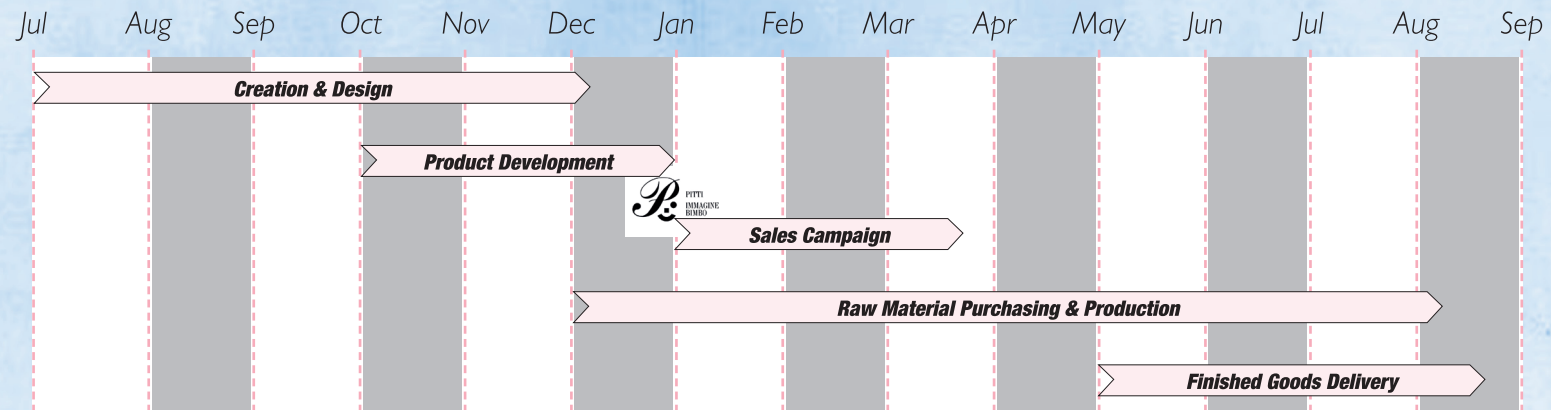 Jul Aug Sep Oct Nov Dec Jan Feb Mar Apr May Jun Jul Aug Sep
Creation & Design
Product Development
PITTI
IMMAGINE
BIMBO
Sales Campaign
Raw Material Purchasing & Production
Finished Goods Delivery